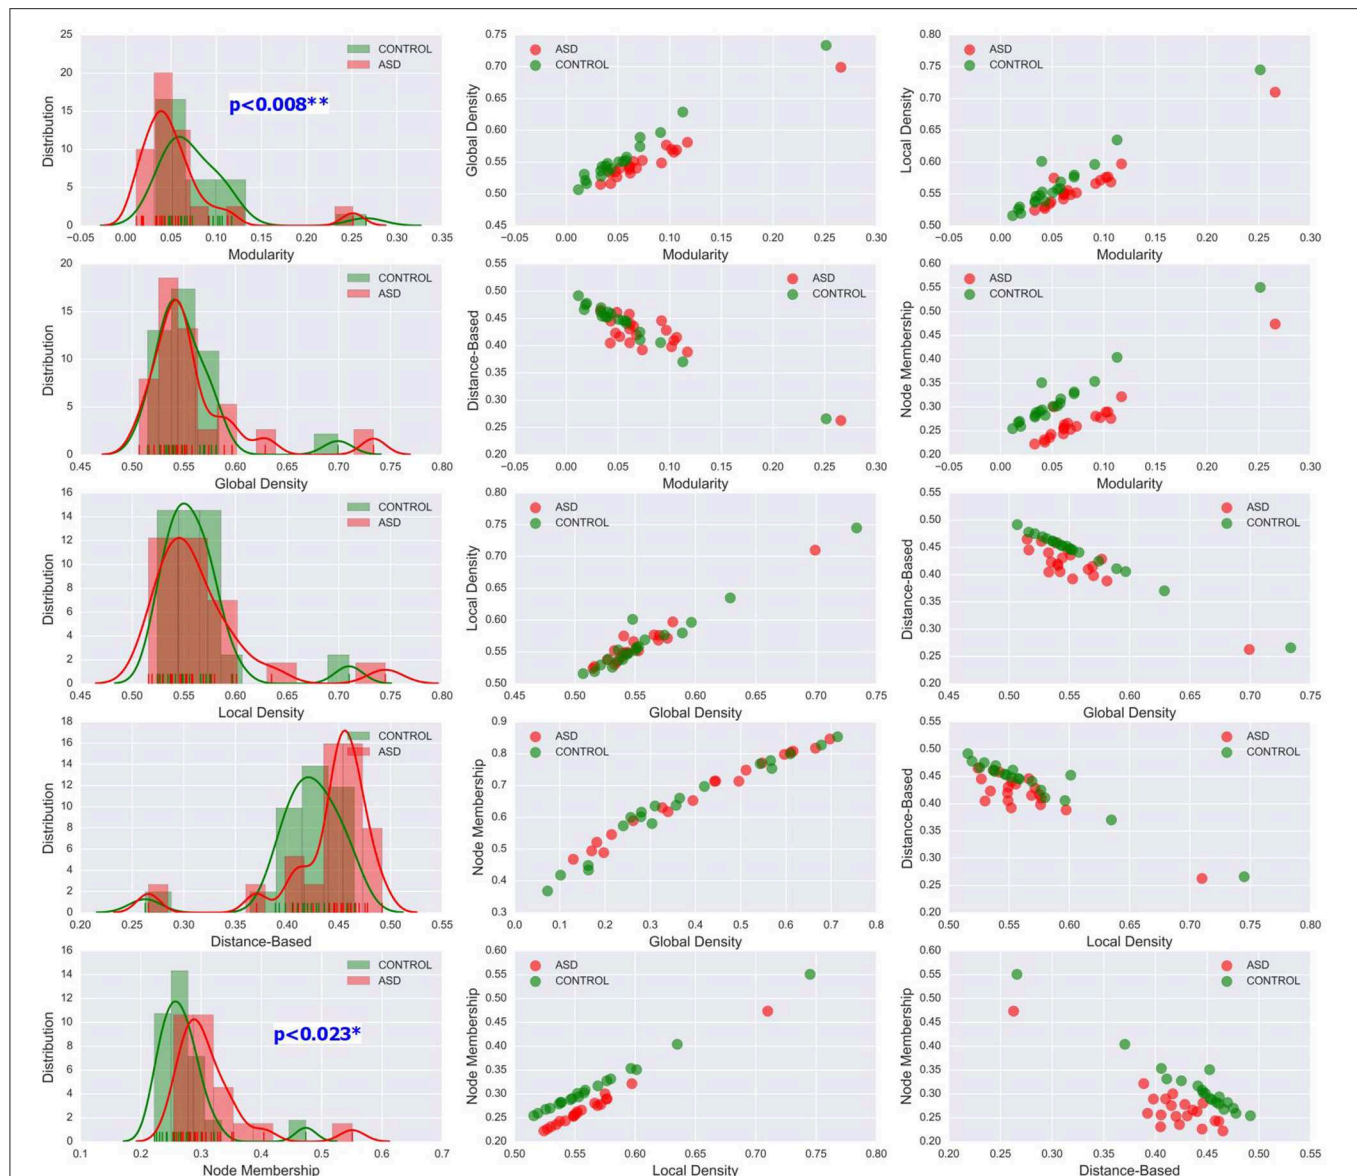 25
20
15
10
5
0
Distribution
CONTROL
ASD
p<0.008**
−0.05 0.00 0.05 0.10 0.15 0.20 0.25 0.30 0.35
Modularity
0.75
0.70
0.65
0.60
0.55
0.50
0.45
Global Density
ASD
CONTROL
−0.05 0.00 0.05 0.10 0.15 0.20 0.25 0.30
Modularity
0.80
0.75
0.70
0.65
0.60
0.55
0.50
Local Density
ASD
CONTROL
−0.05 0.00 0.05 0.10 0.15 0.20 0.25 0.30
Modularity
20
15
10
5
0
Distribution
CONTROL
ASD
0.45 0.50 0.55 0.60 0.65 0.70 0.75 0.80
Global Density
0.55
0.50
0.45
0.40
0.35
0.30
0.25
0.20
Distance-Based
ASD
CONTROL
−0.05 0.00 0.05 0.10 0.15 0.20 0.25 0.30
Modularity
0.60
0.55
0.50
0.45
0.40
0.35
0.30
0.25
0.20
Node Membership
ASD
CONTROL
−0.05 0.00 0.05 0.10 0.15 0.20 0.25 0.30
Modularity
16
14
12
10
8
6
4
2
0
Distribution
CONTROL
ASD
0.45 0.50 0.55 0.60 0.65 0.70 0.75 0.80
Local Density
0.80
0.75
0.70
0.65
0.60
0.55
0.50
Local Density
ASD
CONTROL
0.45 0.50 0.55 0.60 0.65 0.70 0.75
Global Density
0.55
0.50
0.45
0.40
0.35
0.30
0.25
0.20
Distance-Based
ASD
CONTROL
0.45 0.50 0.55 0.60 0.65 0.70 0.75
Global Density
18
16
14
12
10
8
6
4
2
0
Distribution
CONTROL
ASD
0.20 0.25 0.30 0.35 0.40 0.45 0.50 0.55
Distance-Based
0.9
0.8
0.7
0.6
0.5
0.4
0.3
Node Membership
ASD
CONTROL
0.0 0.1 0.2 0.3 0.4 0.5 0.6 0.7 0.8
Global Density
0.55
0.50
0.45
0.40
0.35
0.30
0.25
0.20
Distance-Based
ASD
CONTROL
0.50 0.55 0.60 0.65 0.70 0.75 0.80
Local Density
16
14
12
10
8
6
4
2
0
Distribution
CONTROL
ASD
p<0.023*
0.1 0.2 0.3 0.4 0.5 0.6 0.7
Node Membership
0.60
0.55
0.50
0.45
0.40
0.35
0.30
0.25
0.20
Node Membership
ASD
CONTROL
0.50 0.55 0.60 0.65 0.70 0.75 0.80
Local Density
0.60
0.55
0.50
0.45
0.40
0.35
0.30
0.25
0.20
Node Membership
ASD
CONTROL
0.20 0.25 0.30 0.35 0.40 0.45 0.50 0.55
Distance-Based